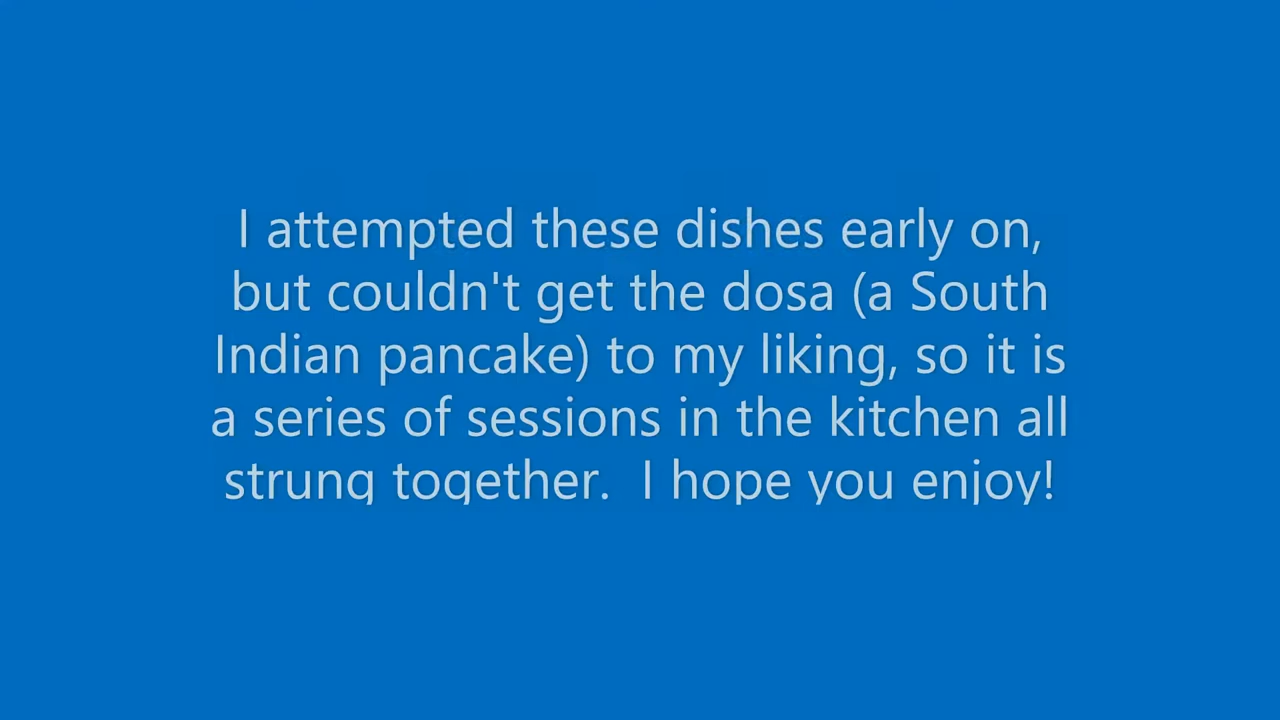 I attempted these dishes early on,
but couldn't get the dosa (a South
Indian pancake) to my liking, so it is
a series of sessions in the kitchen all
strung together.  I hope you enjoy!